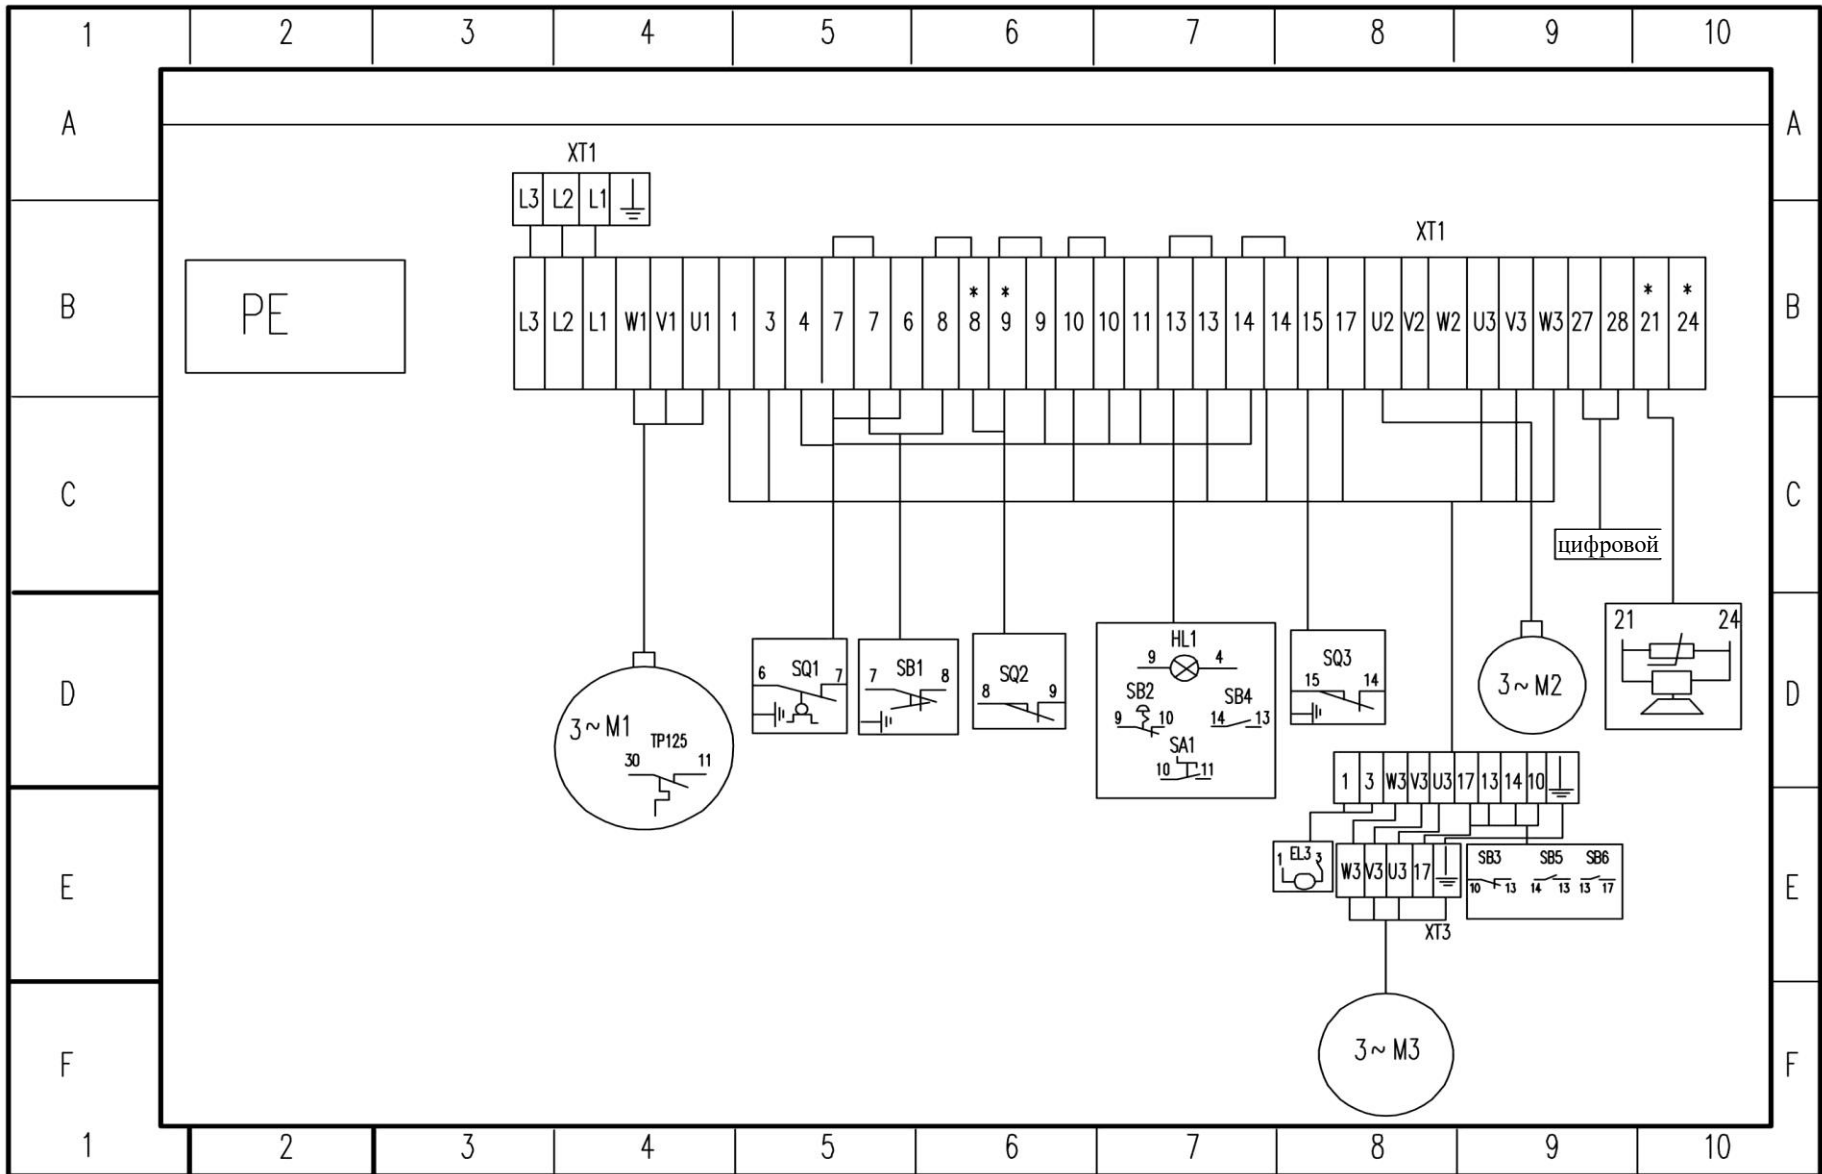 1 2 3 4 5 6 7 8 9 10
A A
XT1
L3 L2 L1
XT1
B PE B
* * * *
L3 L2 L1 W1 V1 U1 1 3 4 7 7 6 8 8 9 9 10 10 11 13 13 14 14 15 17 U2 V2 W2 U3 V3 W3 27 28 21 24
C C
цифровой
21 24
HL1
9 4
6 SQ1 7
7 SB1 8
8 SQ2 9
SQ3
15 14
D D
3~M2
SB2 SB4
9 10 14 13
3~M1
TP125
30 11
SA1
10 11
1 3 W3 V3 U3 17 13 14 10
1 EL3 3
W3 V3 U3 17
SB3 SB5 SB6
10 13 14 13 13 17
E E
XT3
3~M3
F F
1 2 3 4 5 6 7 8 9 10